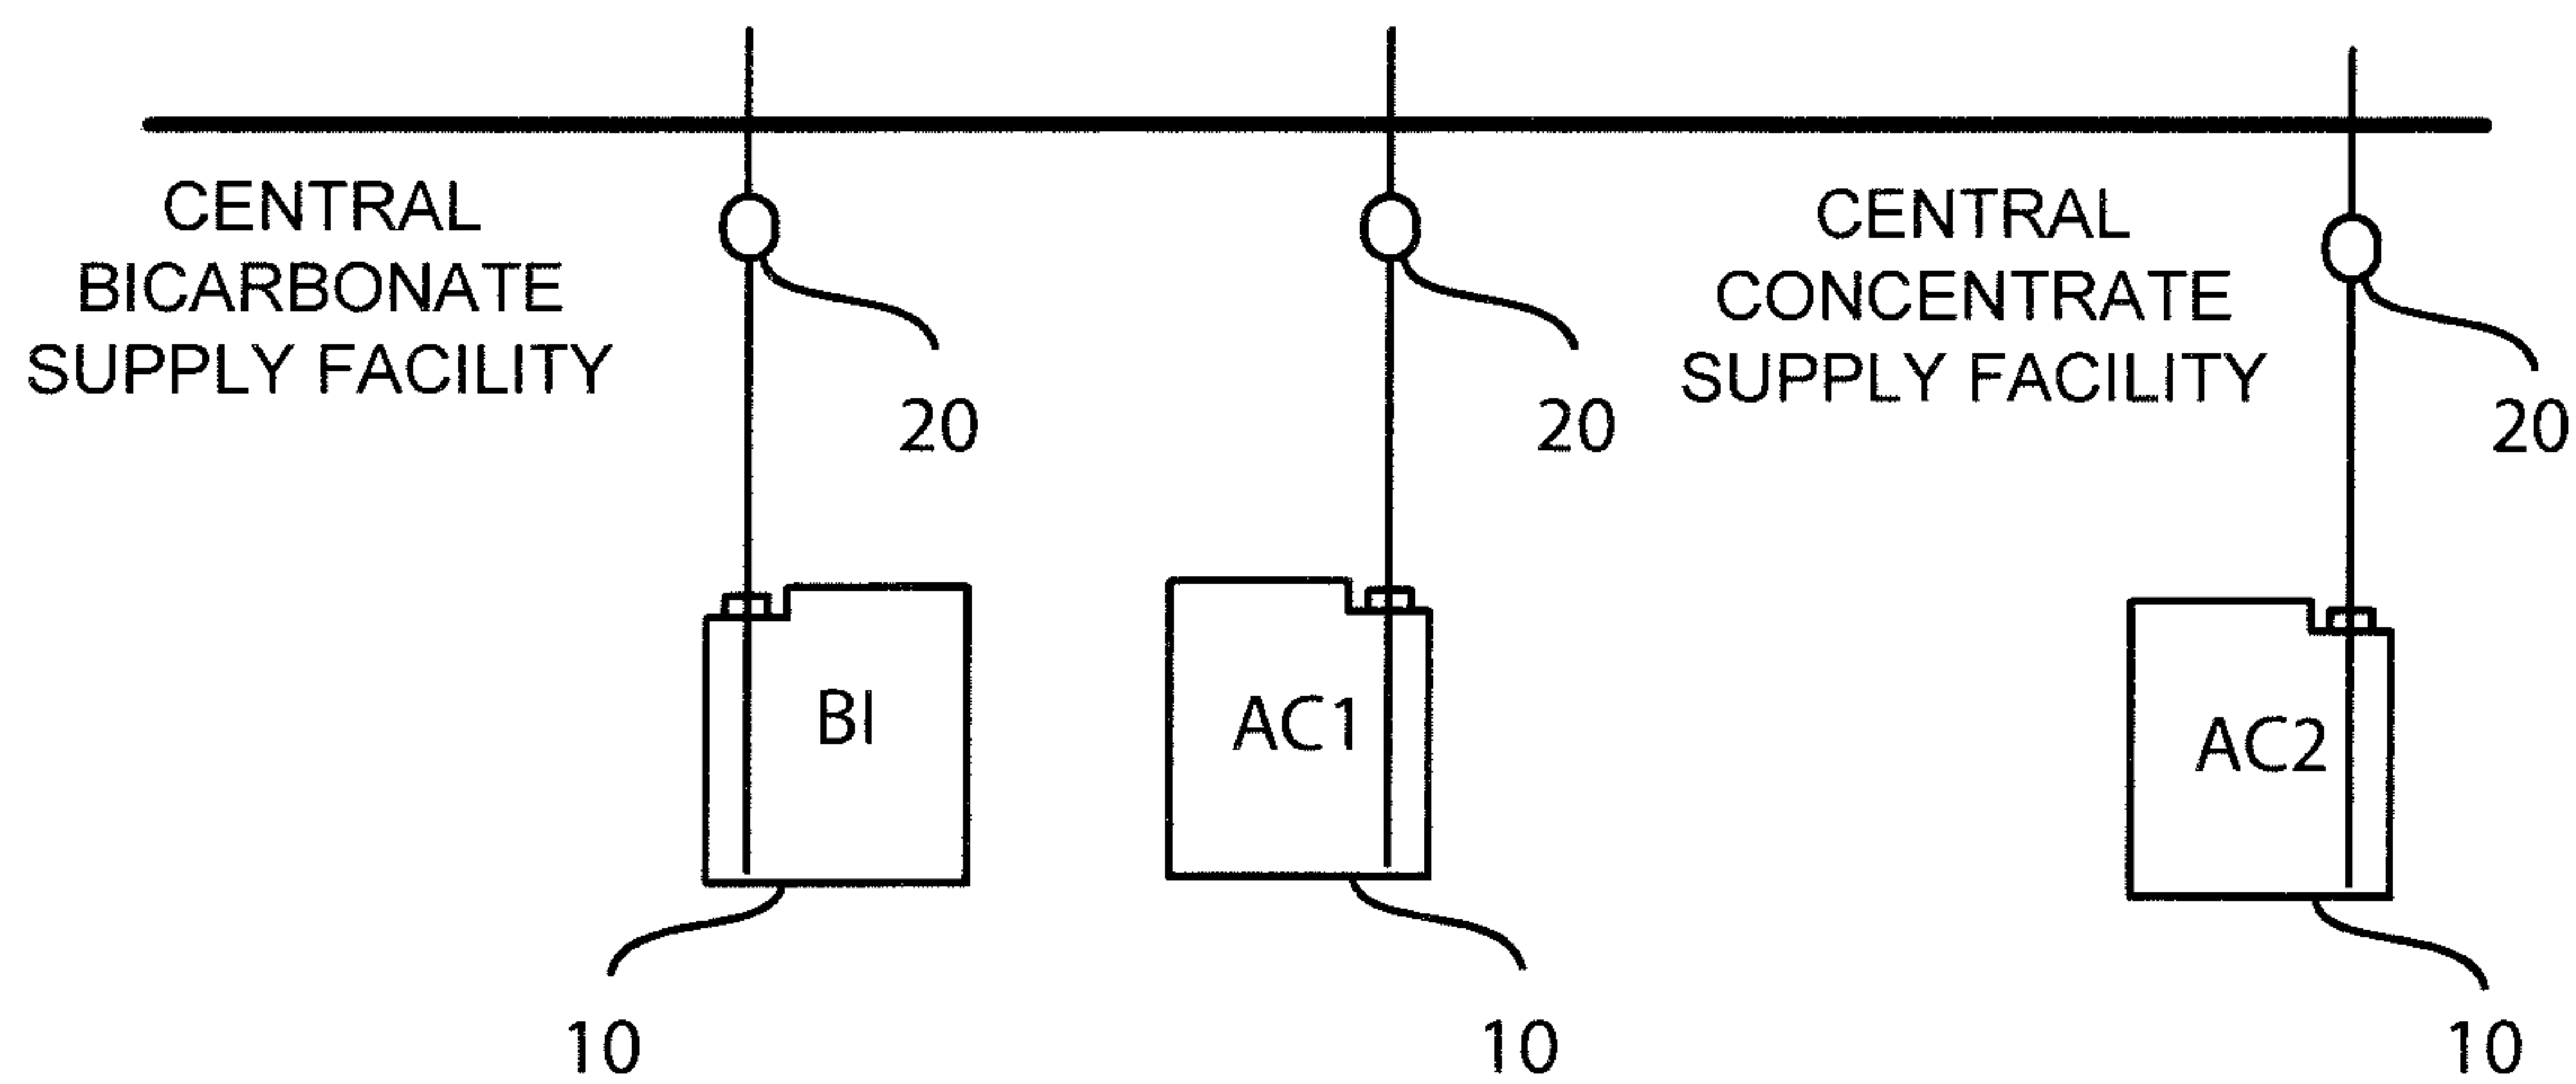 CENTRAL
BICARBONATE
SUPPLY FACILITY
20
20
CENTRAL
CONCENTRATE
SUPPLY FACILITY
20
BI
AC1
AC2
10
10
10